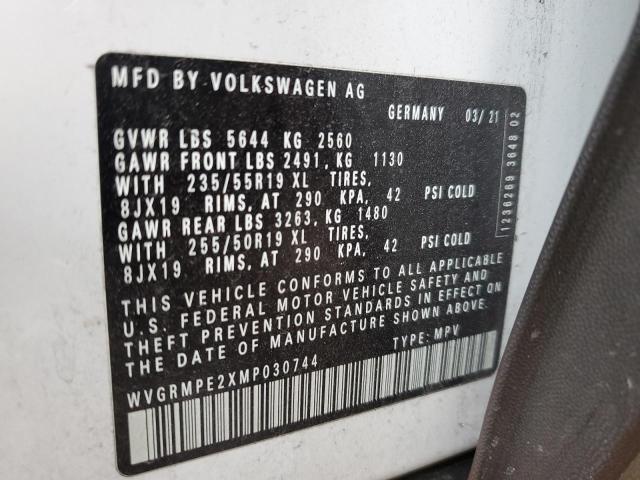 MFD BY VOLKSWAGEN AG
GERMANY 03/21
GVWR LBS 5644 KG 2560
GAWR FRONT LBS 2491, KG 1130
WITH 235/55R19 XL TIRES,
8JX19 RIMS, AT 290 KPA, 42 PSI COLD
GAWR REAR LBS 3263, KG 1480
WITH 255/50R19 XL TIRES,
8JX19 RIMS, AT 290 KPA, 42 PSI COLD
THIS VEHICLE CONFORMS TO ALL APPLICABLE
U.S. FEDERAL MOTOR VEHICLE SAFETY AND
THEFT PREVENTION STANDARDS IN EFFECT ON
THE DATE OF MANUFACTURE SHOWN ABOVE.
TYPE: MPV
WVGRMPE2XMP030744
1236269 3648 02